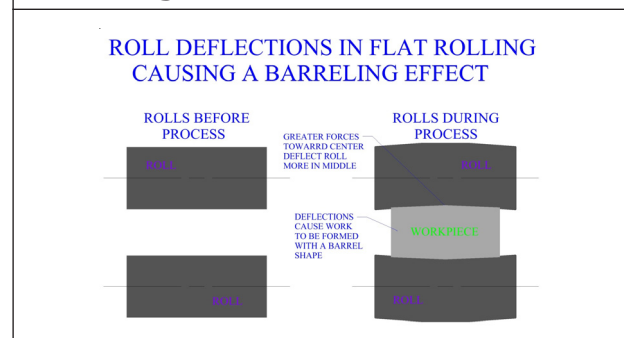 ROLL DEFLECTIONS IN FLAT ROLLING
CAUSING A BARRELING EFFECT
ROLLS BEFORE
PROCESS
ROLLS DURING
PROCESS
GREATER FORCES
TOWARRD CENTER
DEFLECT ROLL
MORE IN MIDDLE
ROLL
ROLL
DEFLECTIONS
CAUSE WORK
TO BE FORMED
WITH A BARREL
SHAPE
WORKPIECE
ROLL
ROLL